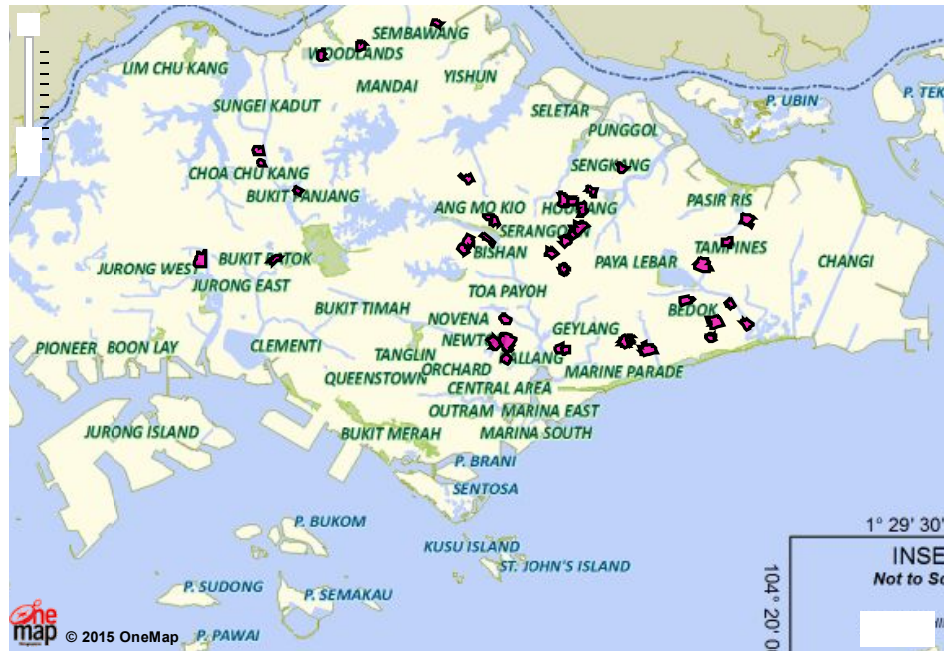 SEMBAWANG
WOODLANDS
LIM CHU KANG
YISHUN
MANDAI
SUNGEI KADUT
SELETAR
P. UBIN
P. TEK
PUNGGOL
SENGKANG
CHOA CHU KANG
BUKIT PANJANG
PASIR RIS
ANG MO KIO
HOUGANG
SERANGOON
BISHAN
TAMPINES
PAYA LEBAR
CHANGI
JURONG WEST
BUKIT BATOK
JURONG EAST
TOA PAYOH
BUKIT TIMAH
BEDOK
NOVENA
GEYLANG
NEWTON
PIONEER
BOON LAY
CLEMENTI
TANGLIN
KALLANG
ORCHARD
MARINE PARADE
QUEENSTOWN
CENTRAL AREA
OUTRAM
MARINA EAST
JURONG ISLAND
BUKIT MERAH
MARINA SOUTH
P. BRANI
SENTOSA
P. BUKOM
1° 29' 30'
KUSU ISLAND
INSE
ST. JOHN'S ISLAND
Not to Sc
104° 20' 0
P. SUDONG
P. SEMAKAU
One
map © 2015 OneMap
P. PAWAI